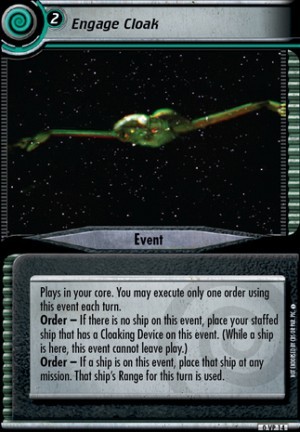 2 Engage Cloak
Event
Plays in your core. You may execute only one order using
this event each turn.
Order – If there is no ship on this event, place your staffed
ship that has a Cloaking Device on this event. (While a ship
is here, this event cannot leave play.)
Order – If a ship is on this event, place that ship at any
mission. That ship's Range for this turn is used.
0 VP 14